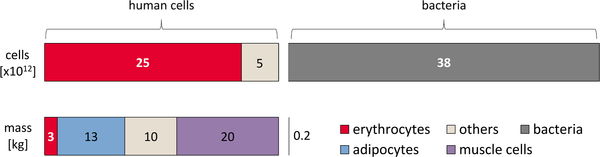 human cells bacteria
cells
[x10¹²]
25 5 38
mass
[kg]
3 13 10 20 0.2
erythrocytes others bacteria
adipocytes muscle cells